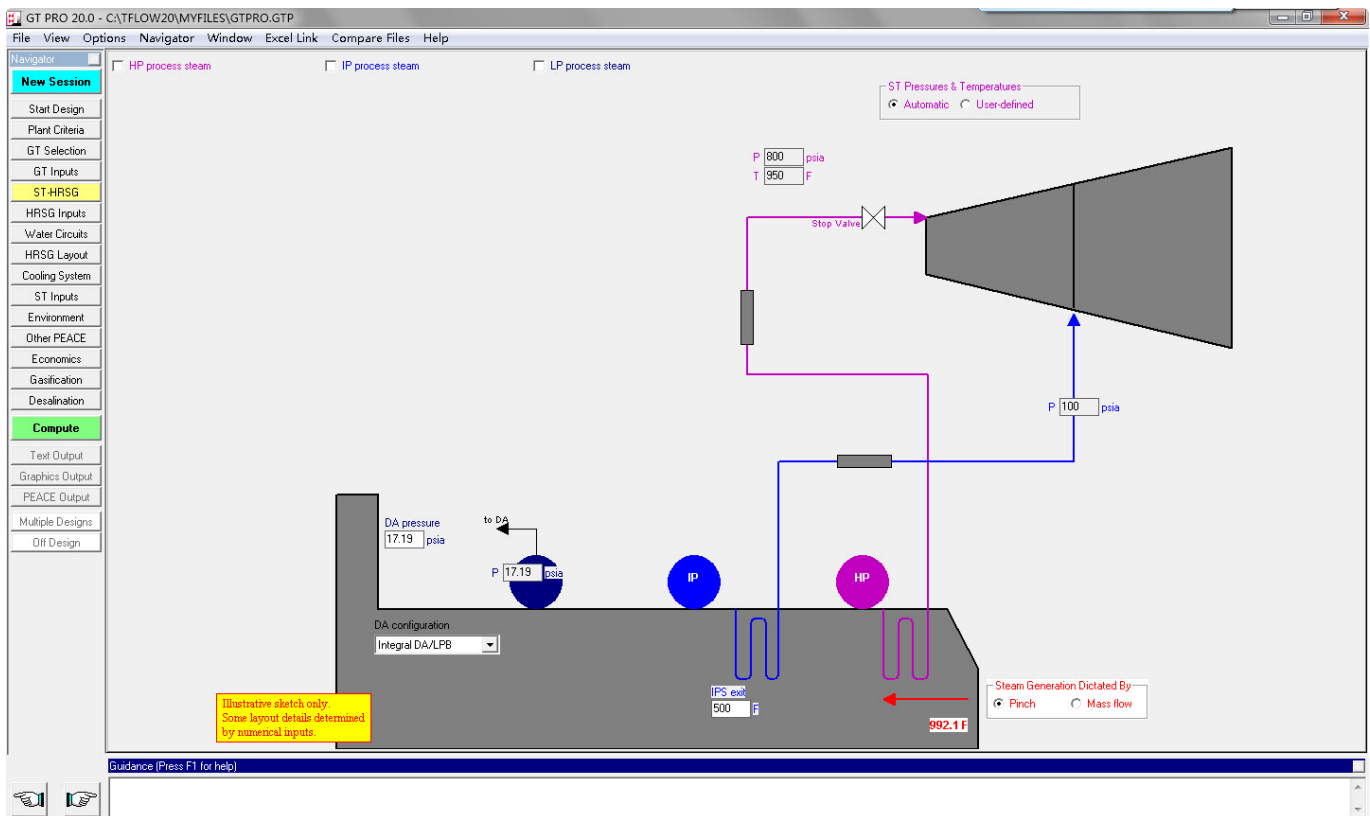 GT PRO 20.0 - C:\TFLOW20\MYFILES\GTPRO.GTP
File View Options Navigator Window Excel Link Compare Files Help
Navigator
New Session
Start Design
Plant Criteria
GT Selection
GT Inputs
ST-HRSG
HRSG Inputs
Water Circuits
HRSG Layout
Cooling System
ST Inputs
Environment
Other PEACE
Economics
Gasification
Desalination
Compute
Text Output
Graphics Output
PEACE Output
Multiple Designs
Off Design
HP process steam
IP process steam
LP process steam
ST Pressures & Temperatures
Automatic User-defined
P 800 psia
T 950 F
Stop Valve
P 100 psia
DA pressure
17.19 psia
to DA
P 17.19 psia
IP
HP
DA configuration
Integral DA/LPB
IPS exit
500 F
Steam Generation Dictated By
Pinch Mass flow
992.1 F
Illustrative sketch only.
Some layout details determined
by numerical inputs.
Guidance (Press F1 for help)